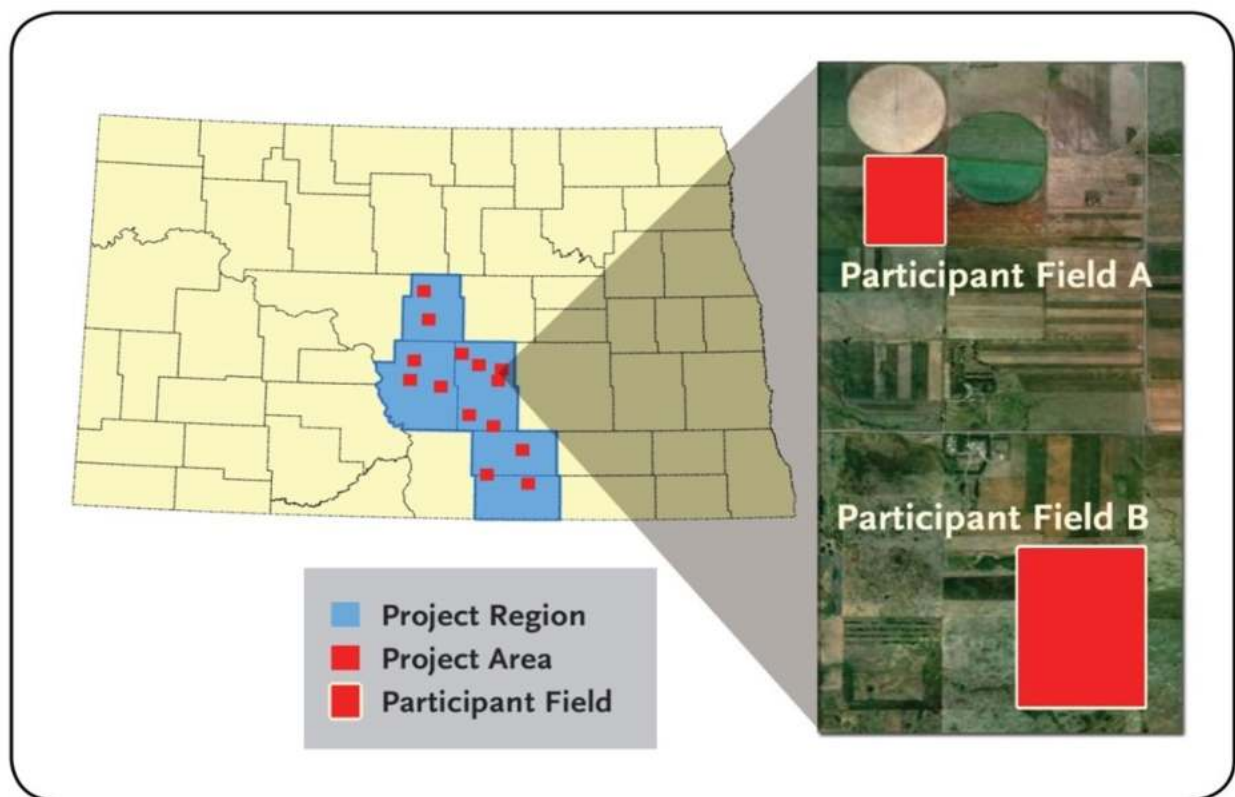 Participant Field A
Participant Field B
Project Region
Project Area
Participant Field